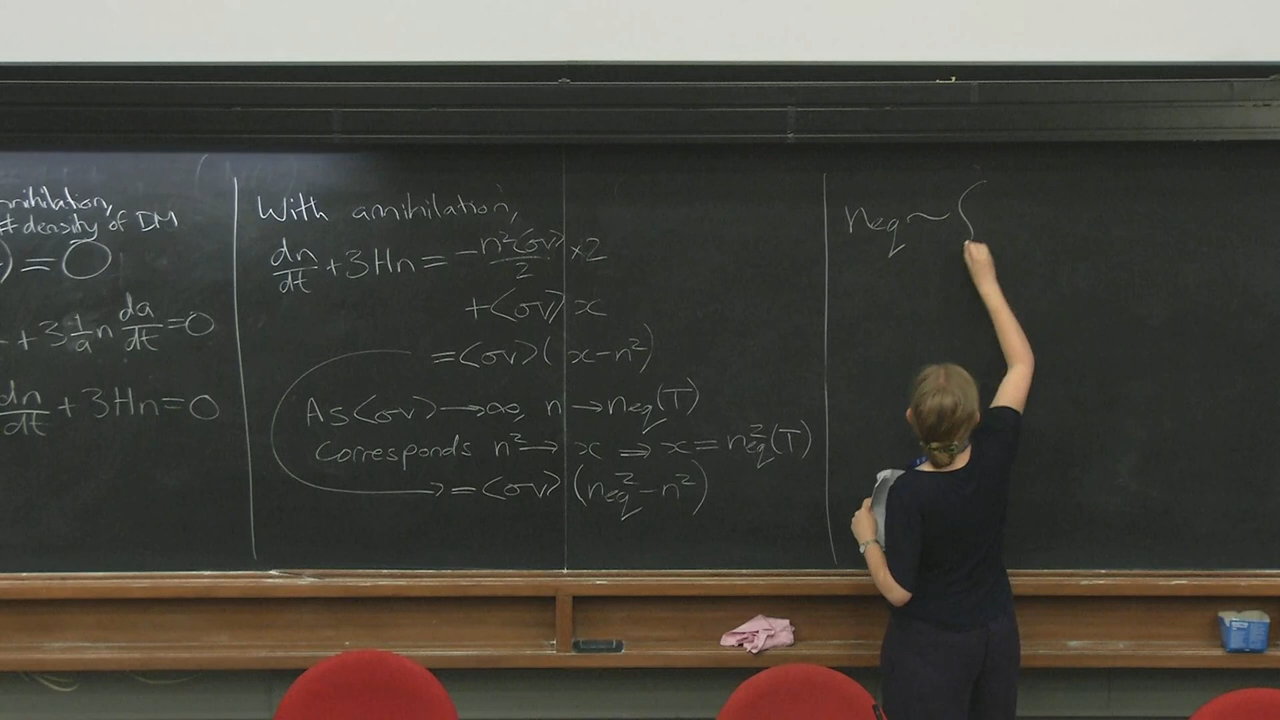 nnihilation,
# density of DM
) = 0
+ 3 1/a n da/dt = 0
dn/dt + 3Hn = 0
With annihilation,
dn/dt + 3Hn = -n²⟨σv⟩/2 ×2
+⟨σv⟩ x
=⟨σv⟩(x-n²)
As⟨σv⟩→∞, n→n_eq(T)
corresponds n²→ x ⇒ x = n²_eq(T)
→ = ⟨σv⟩(n²_eq - n²)
n_eq ~ {